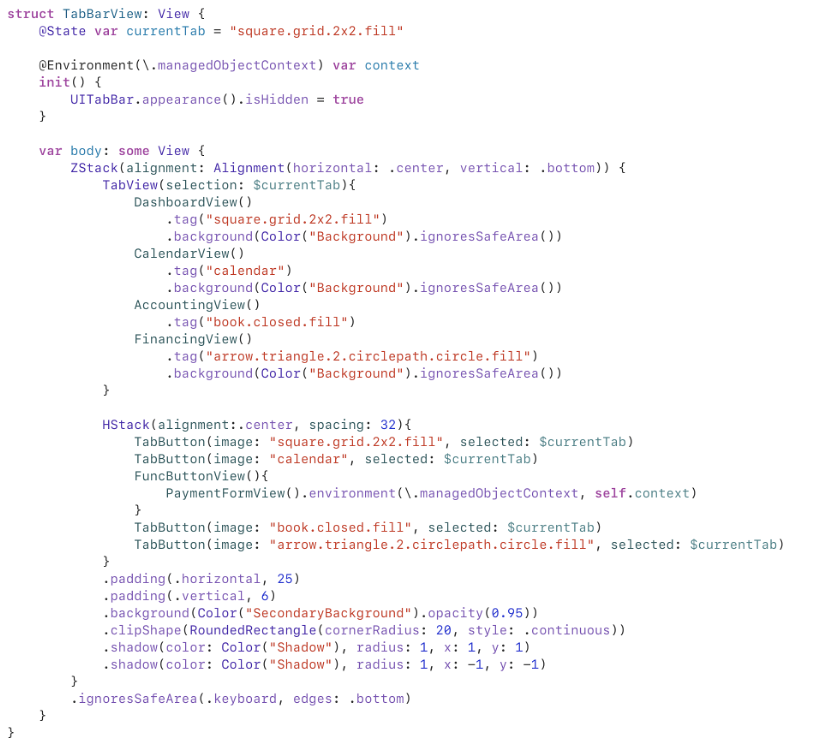 struct TabBarView: View {
    @State var currentTab = "square.grid.2x2.fill"

    @Environment(\.managedObjectContext) var context
    init() {
        UITabBar.appearance().isHidden = true
    }

    var body: some View {
        ZStack(alignment: Alignment(horizontal: .center, vertical: .bottom)) {
            TabView(selection: $currentTab){
                DashboardView()
                    .tag("square.grid.2x2.fill")
                    .background(Color("Background").ignoresSafeArea())
                CalendarView()
                    .tag("calendar")
                    .background(Color("Background").ignoresSafeArea())
                AccountingView()
                    .tag("book.closed.fill")
                FinancingView()
                    .tag("arrow.triangle.2.circlepath.circle.fill")
                    .background(Color("Background").ignoresSafeArea())
            }

            HStack(alignment:.center, spacing: 32){
                TabButton(image: "square.grid.2x2.fill", selected: $currentTab)
                TabButton(image: "calendar", selected: $currentTab)
                FuncButtonView(){
                    PaymentFormView().environment(\.managedObjectContext, self.context)
                }
                TabButton(image: "book.closed.fill", selected: $currentTab)
                TabButton(image: "arrow.triangle.2.circlepath.circle.fill", selected: $currentTab)
            }
            .padding(.horizontal, 25)
            .padding(.vertical, 6)
            .background(Color("SecondaryBackground").opacity(0.95))
            .clipShape(RoundedRectangle(cornerRadius: 20, style: .continuous))
            .shadow(color: Color("Shadow"), radius: 1, x: 1, y: 1)
            .shadow(color: Color("Shadow"), radius: 1, x: -1, y: -1)
        }
        .ignoresSafeArea(.keyboard, edges: .bottom)
    }
}